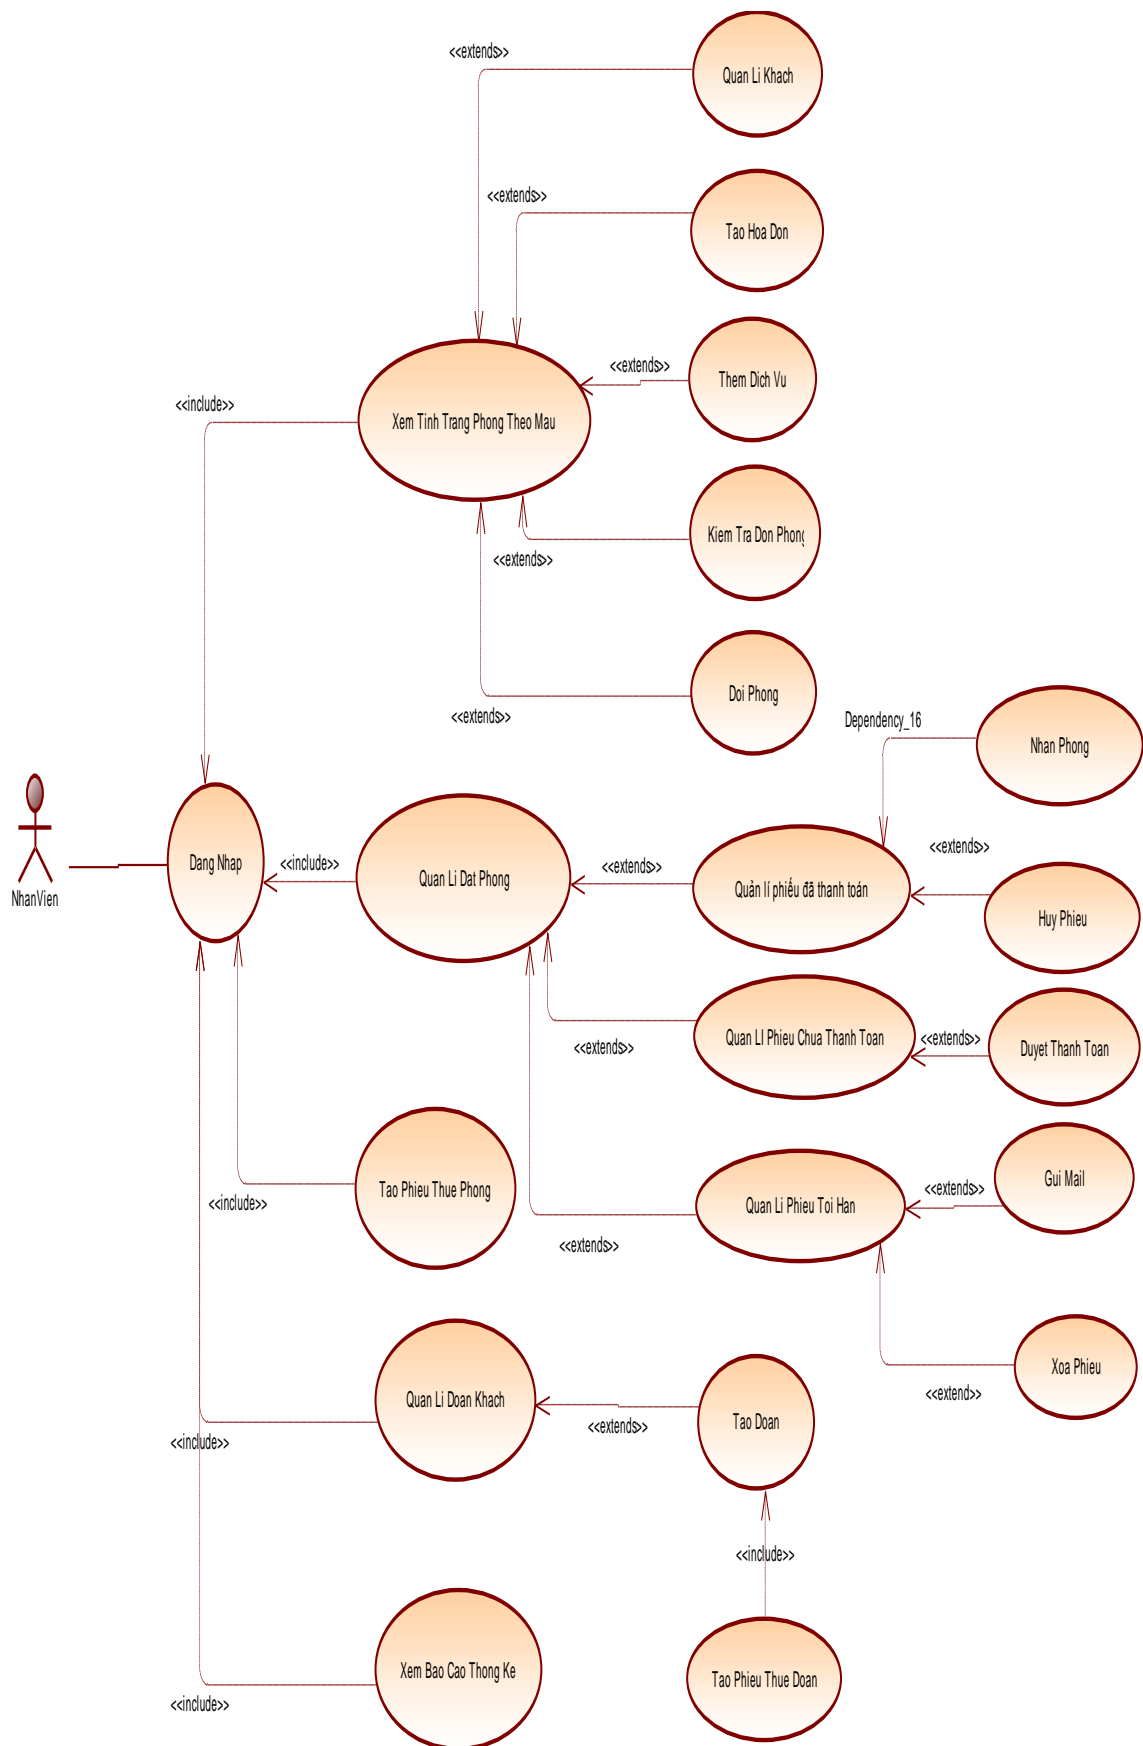 <<extends>>
Quan Li Khach
<<extends>>
Tao Hoa Don
<<extends>>
Them Dich Vu
<<include>>
Xem Tinh Trang Phong Theo Mau
Kiem Tra Don Phong
<<extends>>
Doi Phong
<<extends>>
Dependency_16
Nhan Phong
NhanVien
Dang Nhap
<<include>>
Quan Li Dat Phong
<<extends>>
Quản lí phiếu đã thanh toán
<<extends>>
Huy Phieu
<<extends>>
Quan LI Phieu Chua Thanh Toan
<<extends>>
Duyet Thanh Toan
Tao Phieu Thue Phong
<<include>>
<<extends>>
Quan Li Phieu Toi Han
<<extends>>
Gui Mail
<<extend>>
Xoa Phieu
Quan Li Doan Khach
<<include>>
<<extends>>
Tao Doan
<<include>>
Xem Bao Cao Thong Ke
<<include>>
Tao Phieu Thue Doan